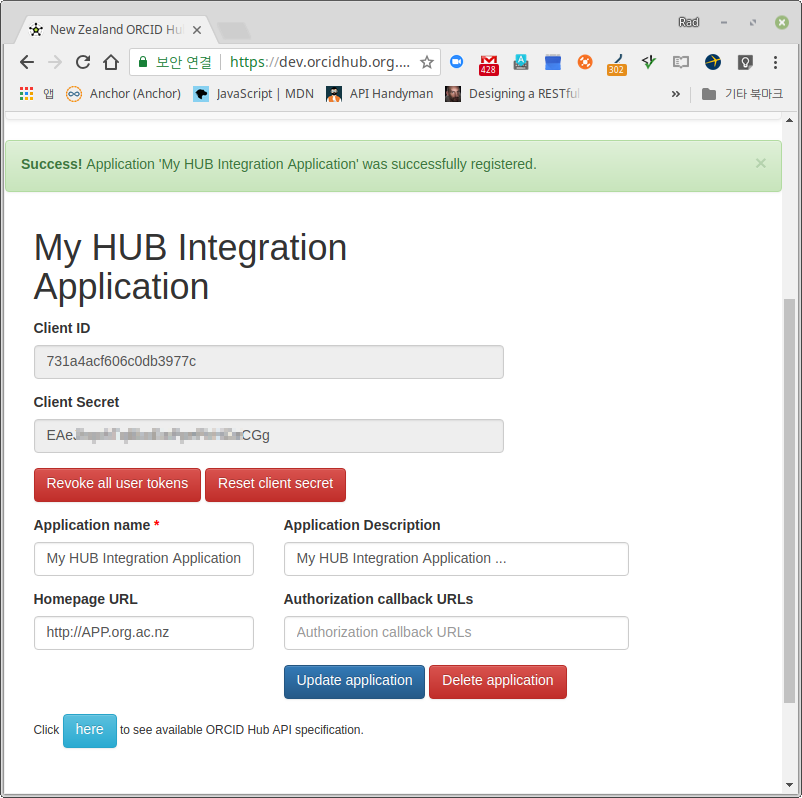 Rad
New Zealand ORCID Hu
보안 연결 https://dev.orcidhub.org....
428
302
앱 Anchor (Anchor) JavaScript | MDN API Handyman Designing a RESTful » 기타 북마크
Success! Application 'My HUB Integration Application' was successfully registered. ×
My HUB Integration
Application
Client ID
731a4acf606c0db3977c
Client Secret
Revoke all user tokens Reset client secret
Application name * Application Description
My HUB Integration Application My HUB Integration Application ...
Homepage URL Authorization callback URLs
http://APP.org.ac.nz Authorization callback URLs
Update application Delete application
Click here to see available ORCID Hub API specification.